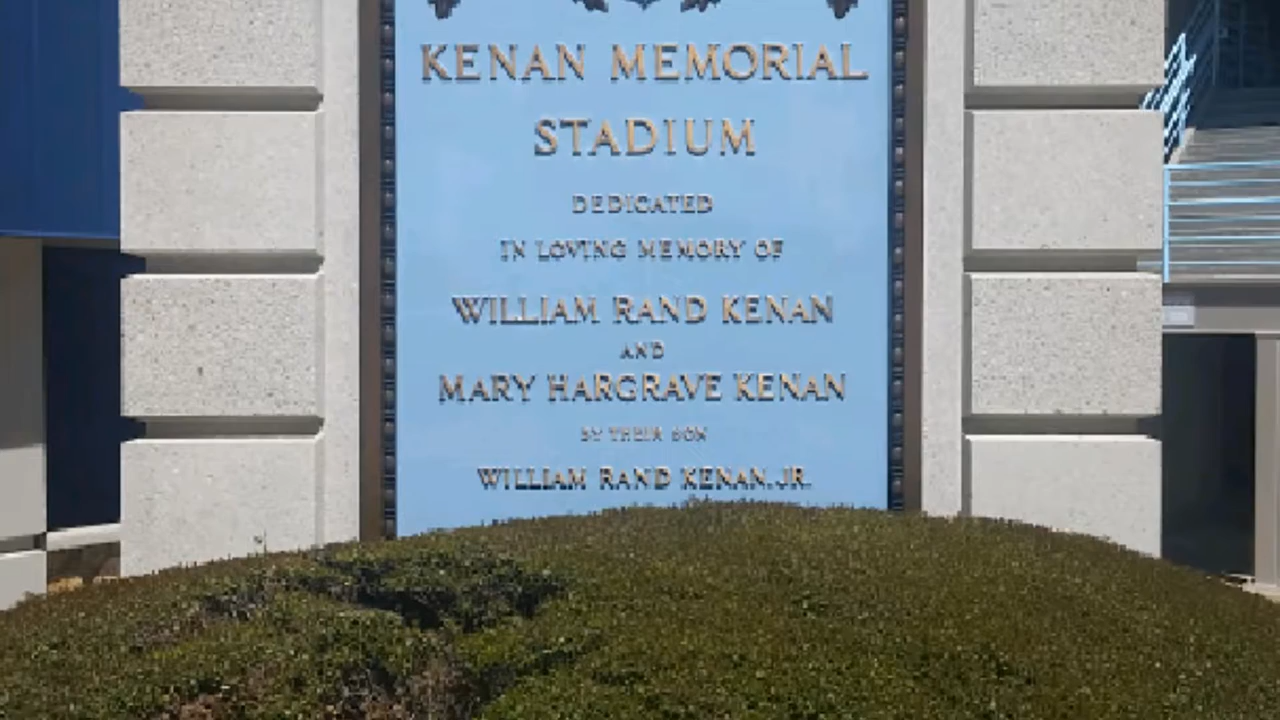 KENAN MEMORIAL
STADIUM
DEDICATED
IN LOVING MEMORY OF
WILLIAM RAND KENAN
AND
MARY HARGRAVE KENAN
BY THEIR SON
WILLIAM RAND KENAN, JR.